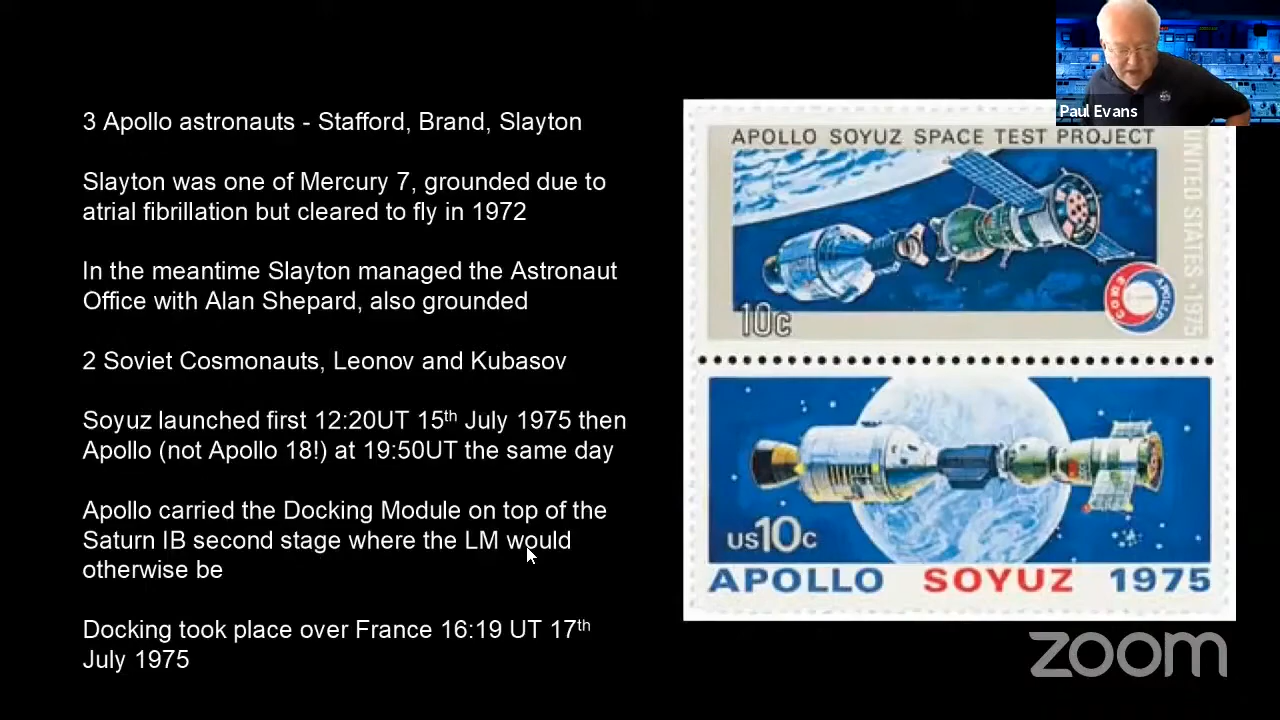 3 Apollo astronauts - Stafford, Brand, Slayton
Slayton was one of Mercury 7, grounded due to
atrial fibrillation but cleared to fly in 1972
In the meantime Slayton managed the Astronaut
Office with Alan Shepard, also grounded
2 Soviet Cosmonauts, Leonov and Kubasov
Soyuz launched first 12:20UT 15th July 1975 then
Apollo (not Apollo 18!) at 19:50UT the same day
Apollo carried the Docking Module on top of the
Saturn IB second stage where the LM would
otherwise be
Docking took place over France 16:19 UT 17th
July 1975
Paul Evans
APOLLO SOYUZ SPACE TEST PROJECT
UNITED STATES • 1975
APOLLO
СОЮЗ
10c
US10c
APOLLO SOYUZ 1975
zoom